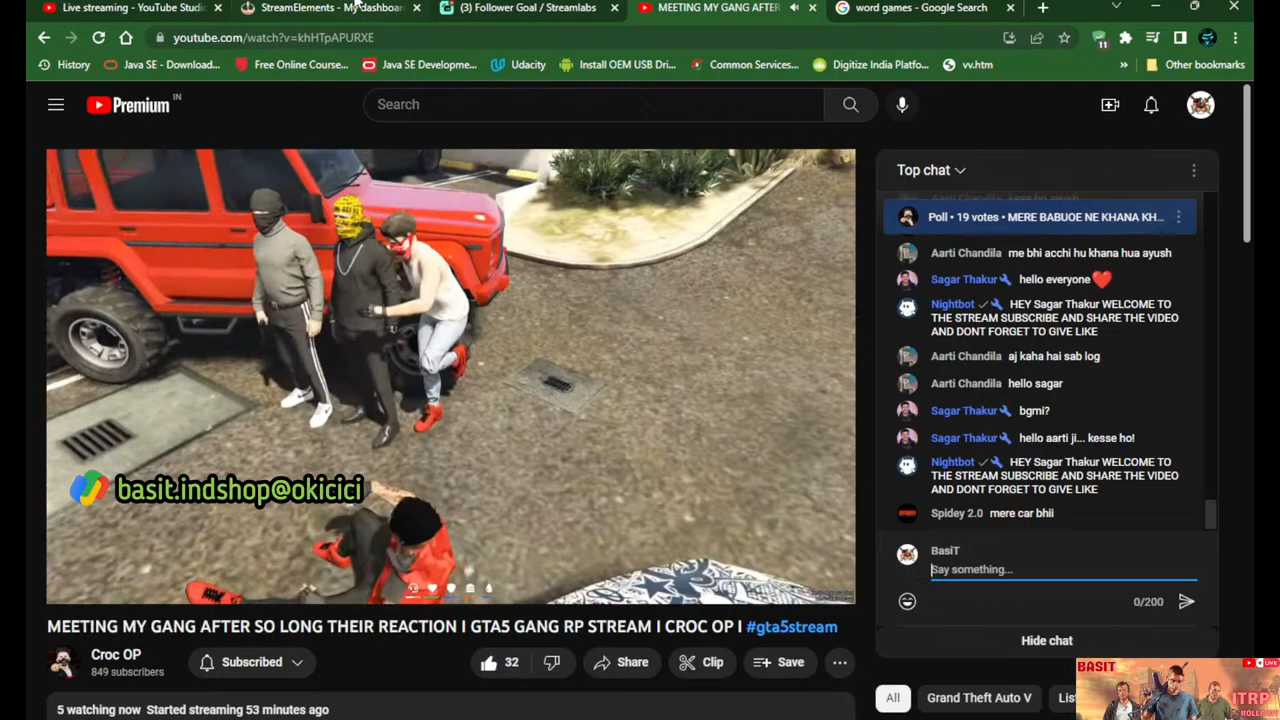 Live streaming - YouTube Studio
StreamElements - My dashboar
(3) Follower Goal / Streamlabs
MEETING MY GANG AFTER
word games - Google Search
youtube.com/watch?v=khHTpAPURXE
11
History
Java SE - Download...
Free Online Course...
Java SE Developme...
Udacity
Install OEM USB Driv...
Common Services...
Digitize India Platfo...
vv.htm
»
Other bookmarks
Premium IN
Search
Top chat
Poll • 19 votes • MERE BABUOE NE KHANA KH...
Aarti Chandila me bhi acchi hu khana hua ayush
Sagar Thakur hello everyone❤️
Nightbot HEY Sagar Thakur WELCOME TO
THE STREAM SUBSCRIBE AND SHARE THE VIDEO
AND DONT FORGET TO GIVE LIKE
Aarti Chandila aj kaha hai sab log
Aarti Chandila hello sagar
Sagar Thakur bgmi?
Sagar Thakur hello aarti ji... kesse ho!
Nightbot HEY Sagar Thakur WELCOME TO
THE STREAM SUBSCRIBE AND SHARE THE VIDEO
AND DONT FORGET TO GIVE LIKE
Spidey 2.0 mere car bhii
BasiT
Say something...
0/200
Hide chat
basit.indshop@okicici
MEETING MY GANG AFTER SO LONG THEIR REACTION I GTA5 GANG RP STREAM I CROC OP I #gta5stream
Croc OP
849 subscribers
Subscribed
32
Share
Clip
Save
5 watching now Started streaming 53 minutes ago
All
Grand Theft Auto V
BASIT
LIVE
ITRP
ROLEPLAY